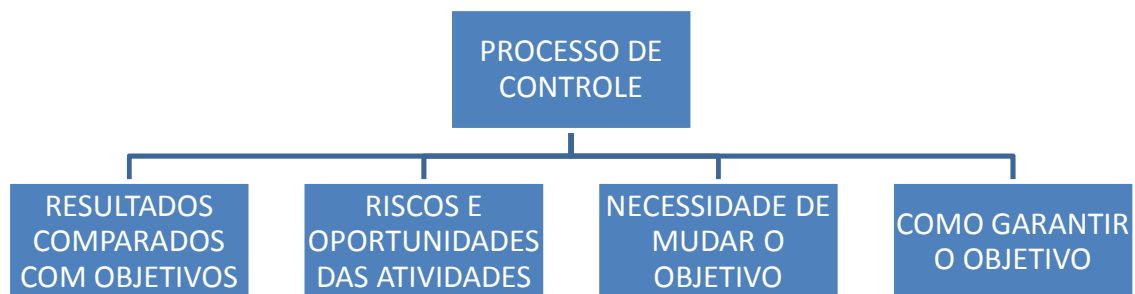 PROCESSO DE
CONTROLE
RESULTADOS
COMPARADOS
COM OBJETIVOS
RISCOS E
OPORTUNIDADES
DAS ATIVIDADES
NECESSIDADE DE
MUDAR O
OBJETIVO
COMO GARANTIR
O OBJETIVO